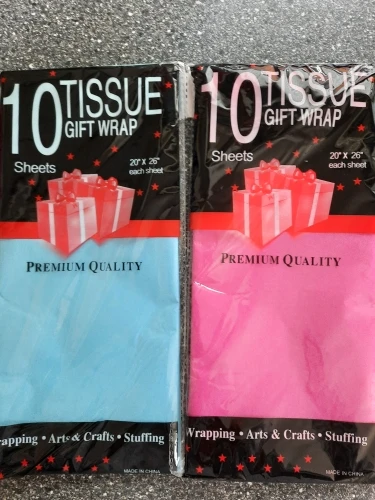 10 TISSUE
GIFT WRAP
Sheets
20" X 26"
each sheet
PREMIUM QUALITY
rapping • Arts & Crafts • Stuffing
MADE IN CHINA
10 TISSUE
GIFT WRAP
Sheets
20" X 26"
each sheet
PREMIUM QUALITY
Wrapping • Arts & Crafts • Stuffing
MADE IN CHINA